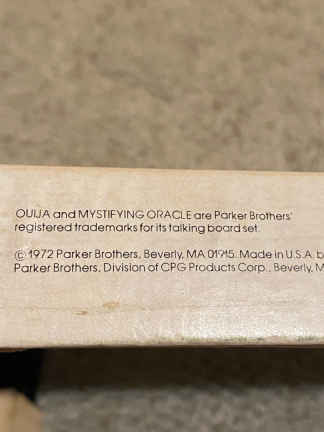 OUIJA and MYSTIFYING ORACLE are Parker Brothers'
registered trademarks for its talking board set.
© 1972 Parker Brothers, Beverly, MA 01915. Made in U.S.A. b
Parker Brothers, Division of CPG Products Corp., Beverly, M